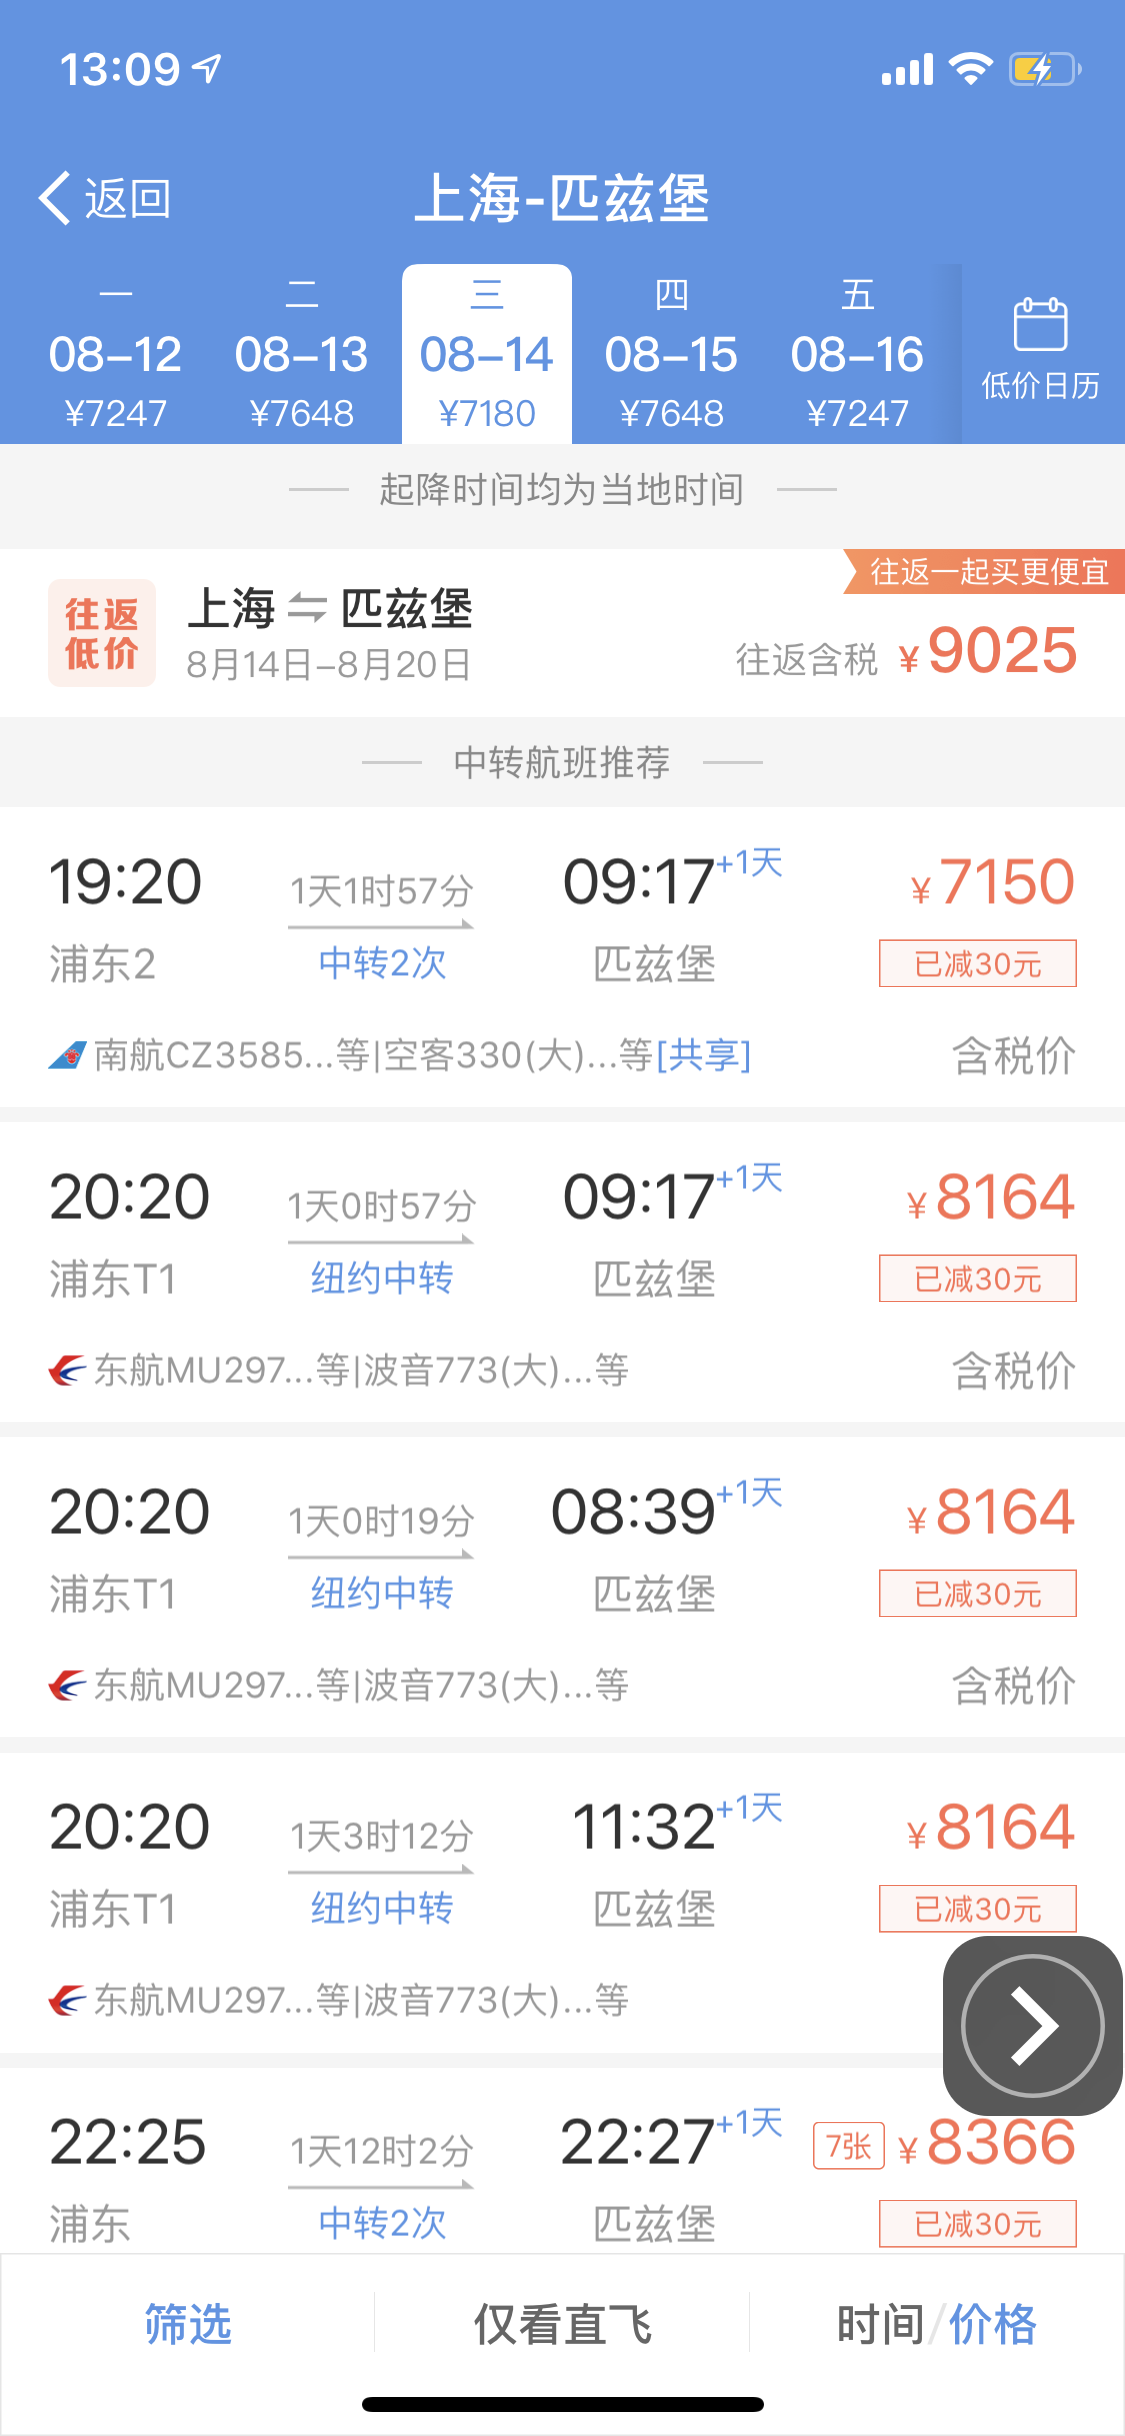 13:09
返回
上海-匹兹堡
一 二 三 四 五
08-12 08-13 08-14 08-15 08-16
¥7247 ¥7648 ¥7180 ¥7648 ¥7247
低价日历
起降时间均为当地时间
往返一起买更便宜
往返
低价
上海 匹兹堡
8月14日-8月20日
往返含税 ¥9025
中转航班推荐
19:20 1天1时57分 09:17+1天 ¥7150
浦东2 中转2次 匹兹堡 已减30元
南航CZ3585...等|空客330(大)...等[共享] 含税价
20:20 1天0时57分 09:17+1天 ¥8164
浦东T1 纽约中转 匹兹堡 已减30元
东航MU297...等|波音773(大)...等 含税价
20:20 1天0时19分 08:39+1天 ¥8164
浦东T1 纽约中转 匹兹堡 已减30元
东航MU297...等|波音773(大)...等 含税价
20:20 1天3时12分 11:32+1天 ¥8164
浦东T1 纽约中转 匹兹堡 已减30元
东航MU297...等|波音773(大)...等
22:25 1天12时2分 22:27+1天 7张 ¥8366
浦东 中转2次 匹兹堡 已减30元
筛选 仅看直飞 时间/价格